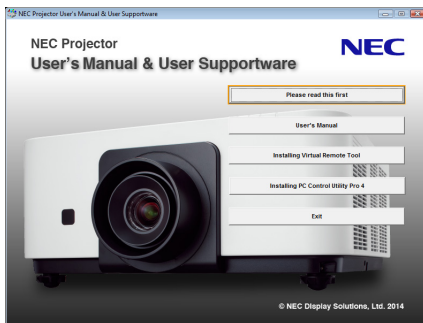 NEC Projector User's Manual & User Supportware
NEC Projector
NEC
User's Manual & User Supportware
Please read this first
User's Manual
Installing Virtual Remote Tool
Installing PC Control Utility Pro 4
Exit
© NEC Display Solutions, Ltd. 2014